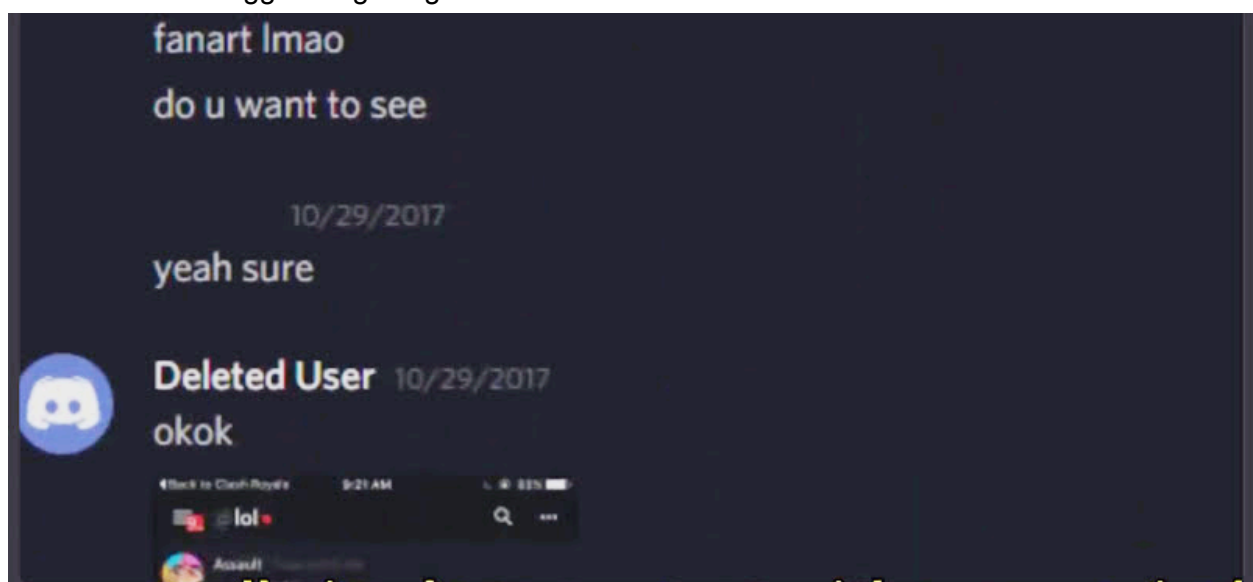 fanart lmao
do u want to see
10/29/2017
yeah sure
Deleted User 10/29/2017
okok
Back to Clash Royale 9:21 AM 83%
lol
Assault